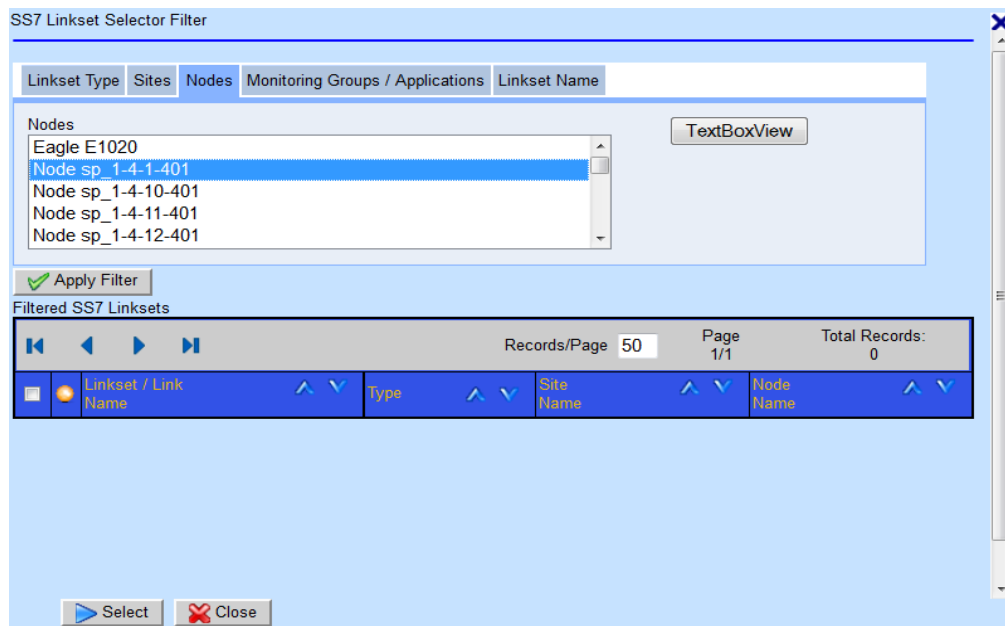 SS7 Linkset Selector Filter
Linkset Type Sites Nodes Monitoring Groups / Applications Linkset Name
Nodes
TextBoxView
Eagle E1020
Node sp_1-4-1-401
Node sp_1-4-10-401
Node sp_1-4-11-401
Node sp_1-4-12-401
Apply Filter
Filtered SS7 Linksets
Records/Page 50 Page 1/1 Total Records: 0
Linkset / Link Name Type Site Name Node Name
Select Close